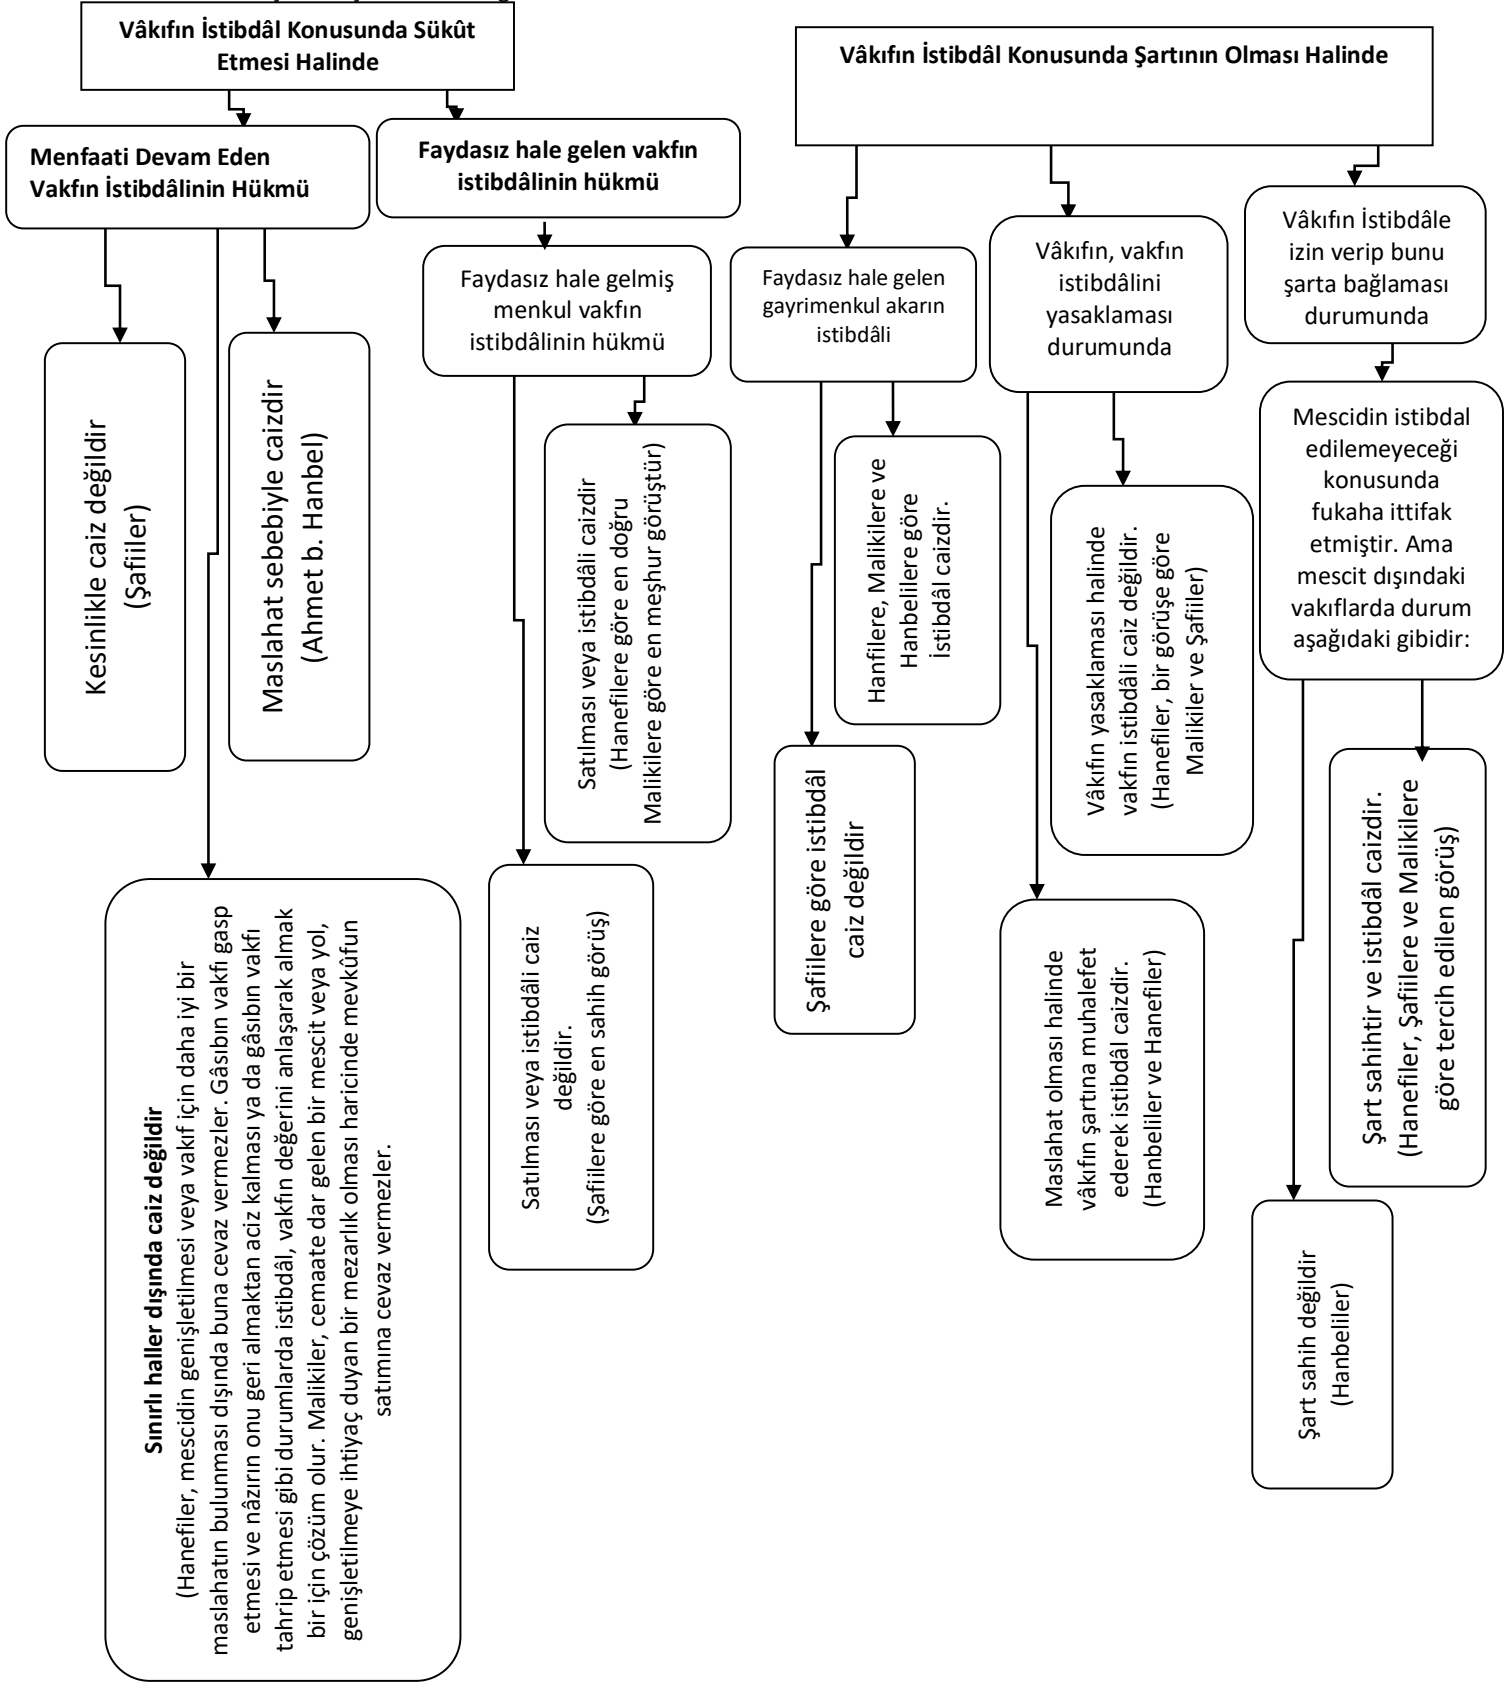 Vâkıfın İstibdâl Konusunda Sükût
Etmesi Halinde
Menfaati Devam Eden
Vakfın İstibdâlinin Hükmü
Kesinlikle caiz değildir
(Şafiiler)
Maslahat sebebiyle caizdir
(Ahmet b. Hanbel)
Sınırlı haller dışında caiz değildir
(Hanefiler, mescidin genişletilmesi veya vakıf için daha iyi bir
maslahatın bulunması dışında buna cevaz vermezler. Gâsıbın vakfı gasp
etmesi ve nâzırın onu geri almaktan aciz kalması ya da gâsıbın vakfı
tahrip etmesi gibi durumlarda istibdâl, vakfın değerini anlaşarak almak
bir için çözüm olur. Malikiler, cemaate dar gelen bir mescit veya yol,
genişletilmeye ihtiyaç duyan bir mezarlık olması haricinde mevkûfun
satımına cevaz vermezler.
Faydasız hale gelen vakfın
istibdâlinin hükmü
Faydasız hale gelmiş
menkul vakfın
istibdâlinin hükmü
Satılması veya istibdâli caizdir
(Hanefilere göre en doğru
Malikilere göre en meşhur görüştür)
Satılması veya istibdâli caiz
değildir.
(Şafiilere göre en sahih görüş)
Vâkıfın İstibdâl Konusunda Şartının Olması Halinde
Faydasız hale gelen
gayrimenkul akarın
istibdâli
Hanfilere, Malikilere ve
Hanbelilere göre
İstibdâl caizdir.
Şafiilere göre istibdâl
caiz değildir
Vâkıfın, vakfın
istibdâlini
yasaklaması
durumunda
Vâkıfın yasaklaması halinde
vakfın istibdâli caiz değildir.
(Hanefiler, bir görüşe göre
Malikiler ve Şafiiler)
Maslahat olması halinde
vâkıfın şartına muhalefet
ederek istibdâl caizdir.
(Hanbeliler ve Hanefiler)
Vâkıfın İstibdâle
izin verip bunu
şarta bağlaması
durumunda
Mescidin istibdal
edilemeyeceği
konusunda
fukaha ittifak
etmiştir. Ama
mescit dışındaki
vakıflarda durum
aşağıdaki gibidir:
Şart sahihtir ve istibdâl caizdir.
(Hanefiler, Şafiilere ve Malikilere
göre tercih edilen görüş)
Şart sahih değildir
(Hanbeliler)